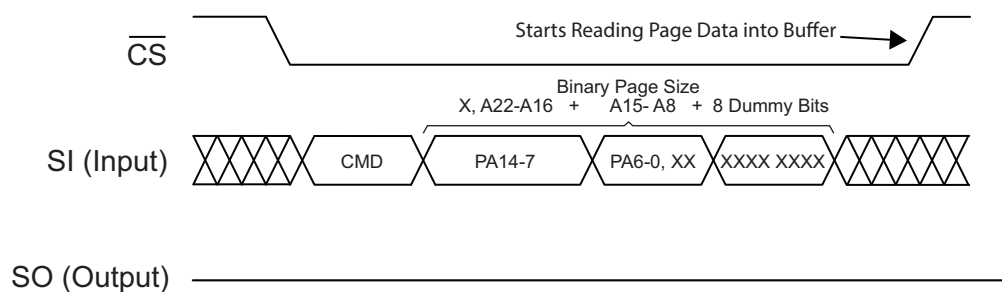 Starts Reading Page Data into Buffer
CS
Binary Page Size
X, A22-A16 + A15- A8 + 8 Dummy Bits
SI (Input) CMD PA14-7 PA6-0, XX XXXX XXXX
SO (Output)